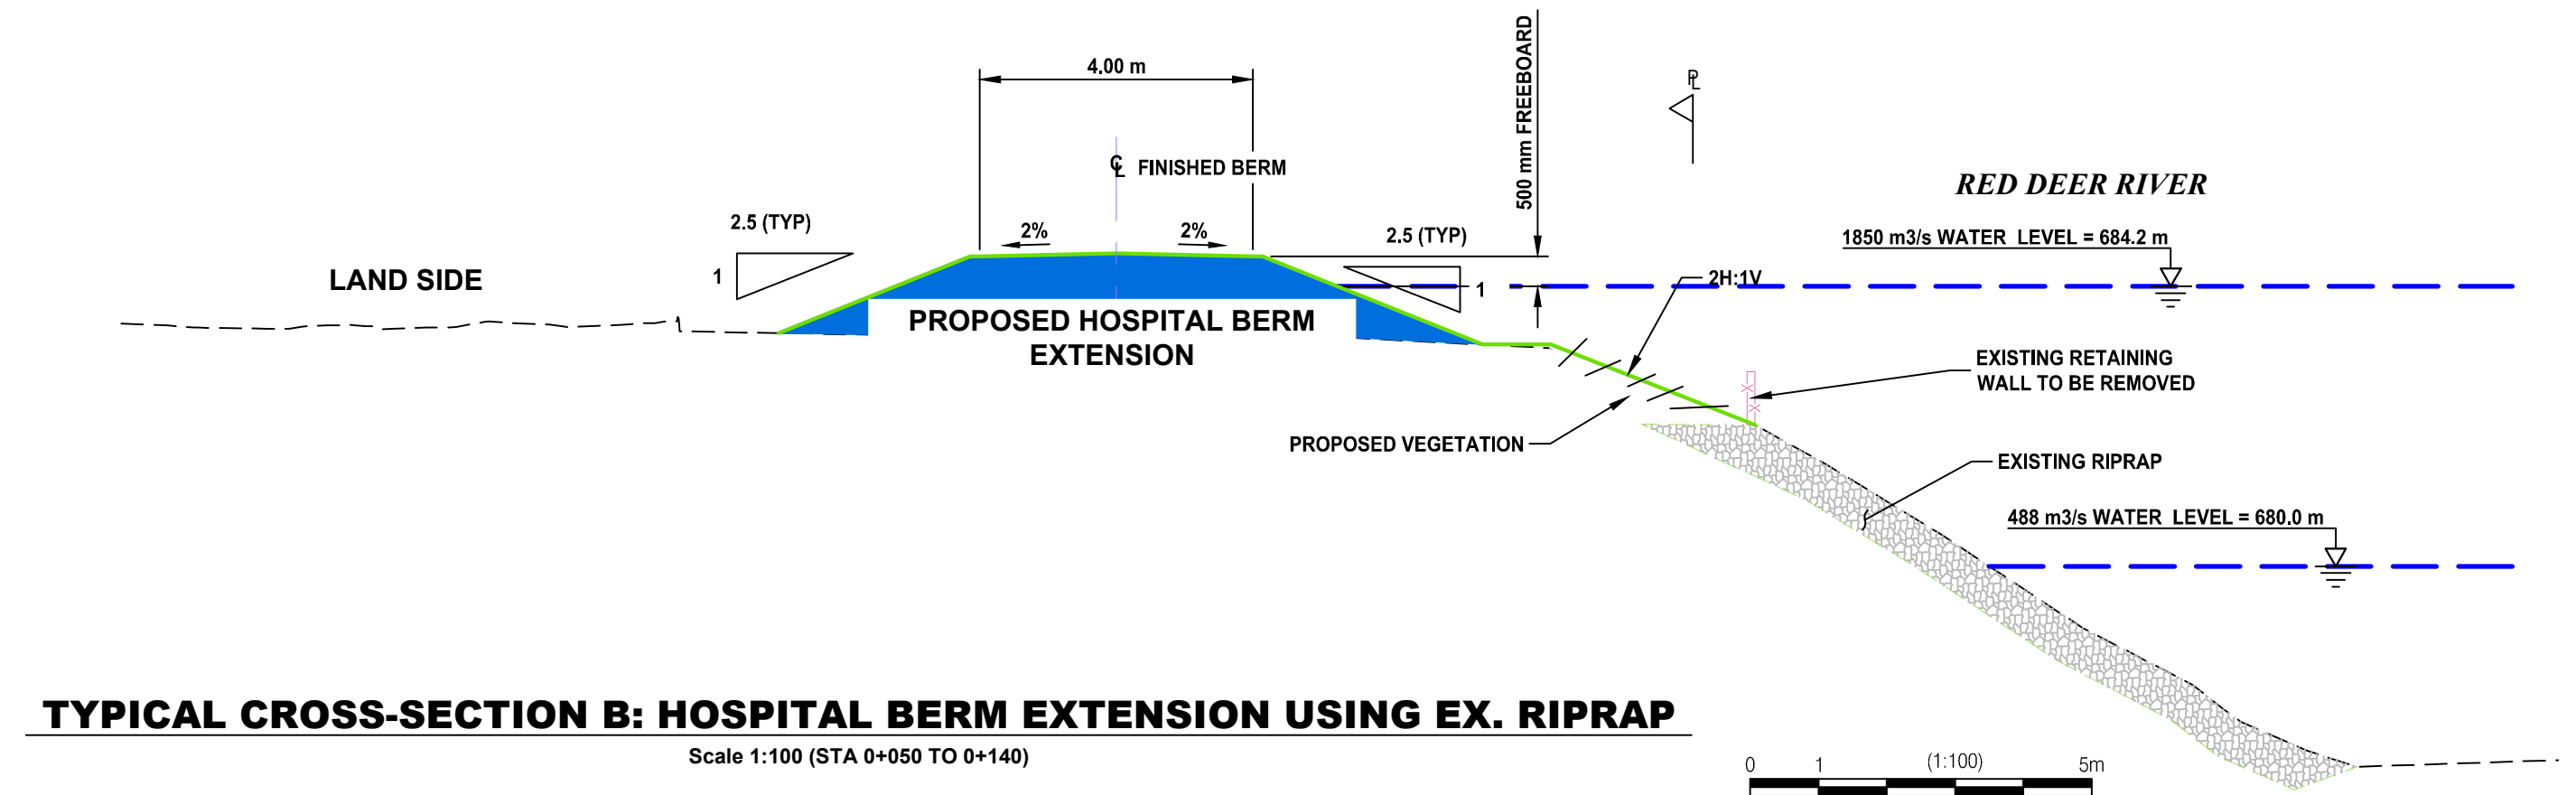 4.00 m
500 mm FREEBOARD
PL
CL FINISHED BERM
RED DEER RIVER
2.5 (TYP)
1
2%
2%
2.5 (TYP)
1
1850 m3/s WATER LEVEL = 684.2 m
LAND SIDE
2H:1V
PROPOSED HOSPITAL BERM
EXTENSION
EXISTING RETAINING
WALL TO BE REMOVED
PROPOSED VEGETATION
EXISTING RIPRAP
488 m3/s WATER LEVEL = 680.0 m
TYPICAL CROSS-SECTION B: HOSPITAL BERM EXTENSION USING EX. RIPRAP
Scale 1:100 (STA 0+050 TO 0+140)
0 1 (1:100) 5m